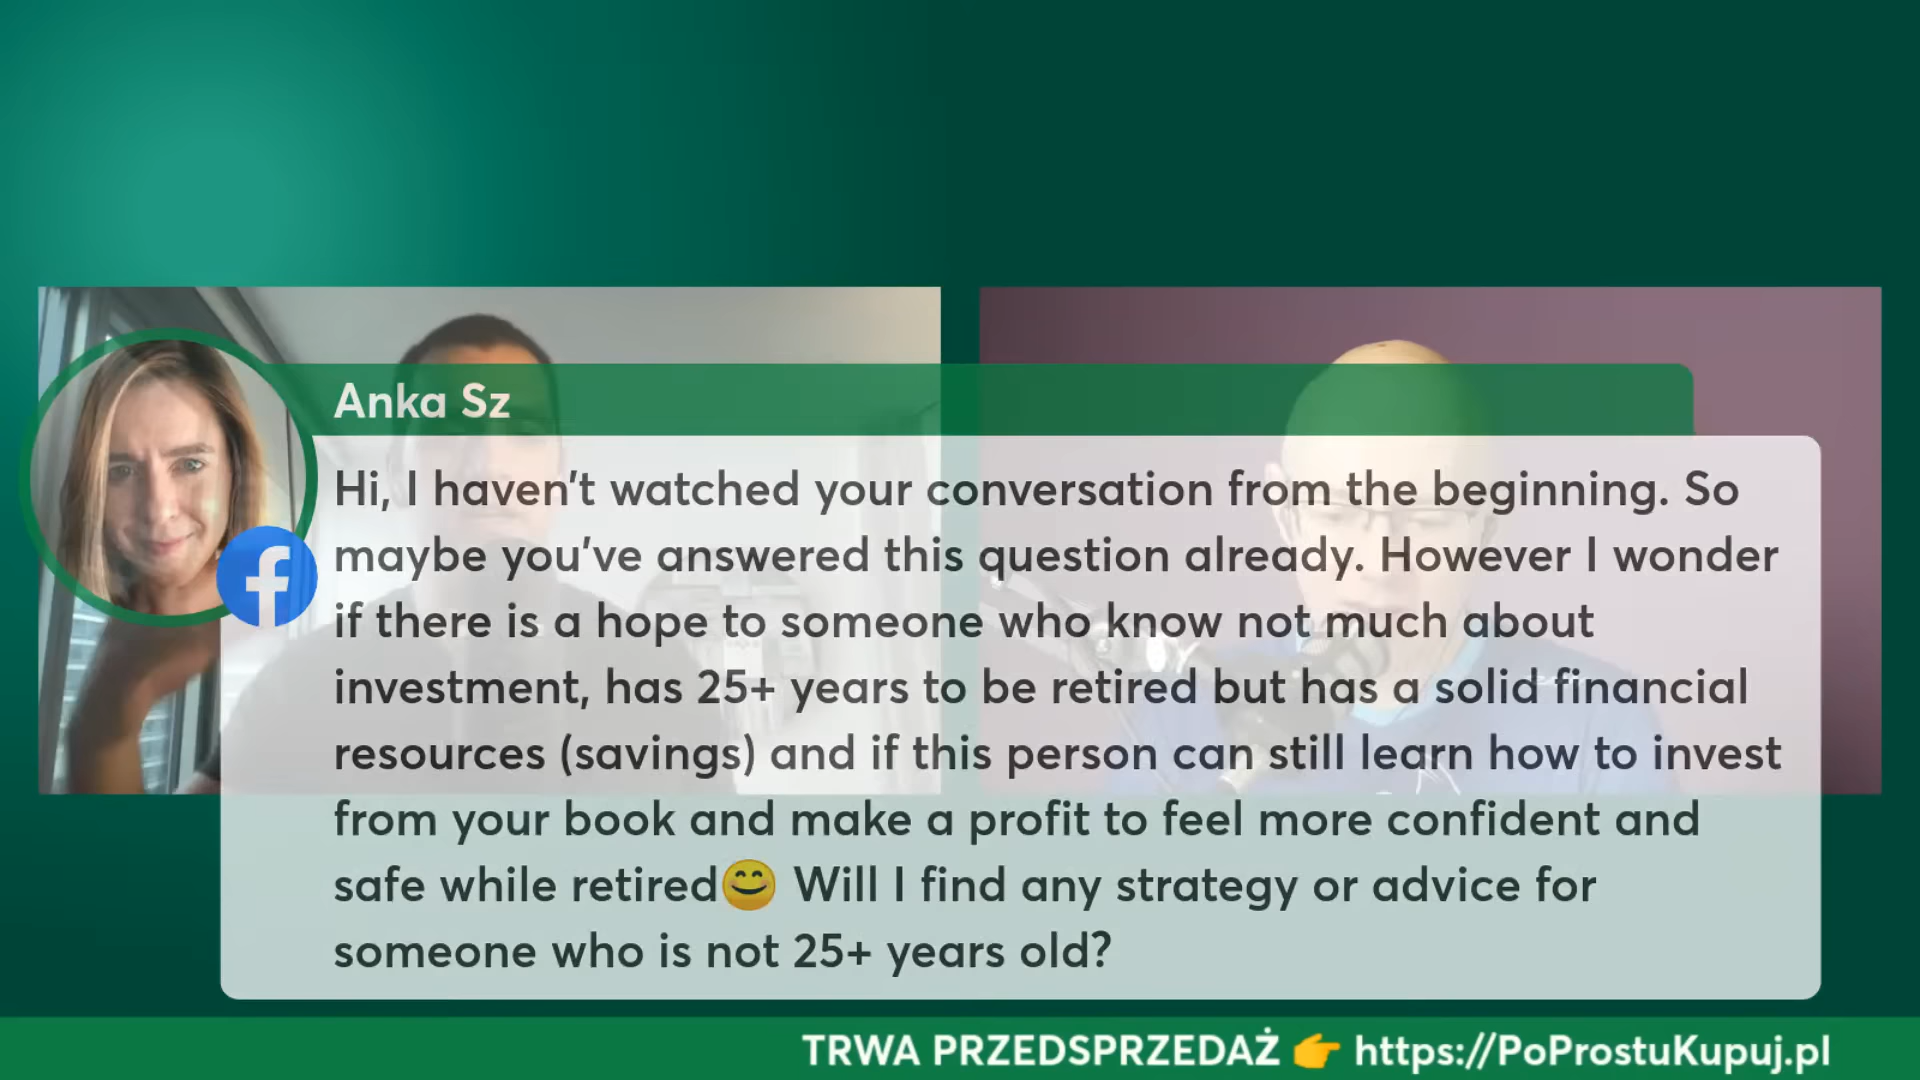 Anka Sz
Hi, I haven't watched your conversation from the beginning. So
maybe you've answered this question already. However I wonder
if there is a hope to someone who know not much about
investment, has 25+ years to be retired but has a solid financial
resources (savings) and if this person can still learn how to invest
from your book and make a profit to feel more confident and
safe while retired😊 Will I find any strategy or advice for
someone who is not 25+ years old?
TRWA PRZEDSPRZEDAŻ 👉 https://PoProstuKupuj.pl